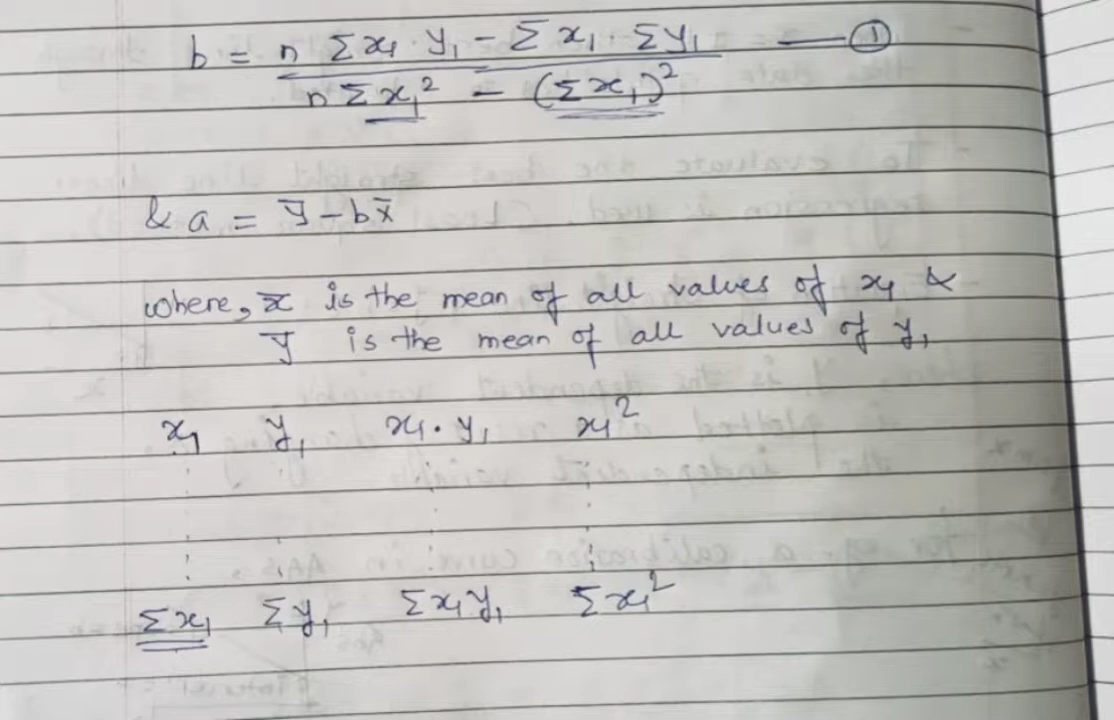 b = n Σx₁ y₁ - Σx₁ Σy₁ —— ①
n Σx₁² - (Σx₁)²
& a = ȳ - bx̄
where, x̄ is the mean of all values of x₁ &
ȳ is the mean of all values of y₁
x₁ y₁ x₁·y₁ x₁²
Σx₁ Σy₁ Σx₁y₁ Σx₁²